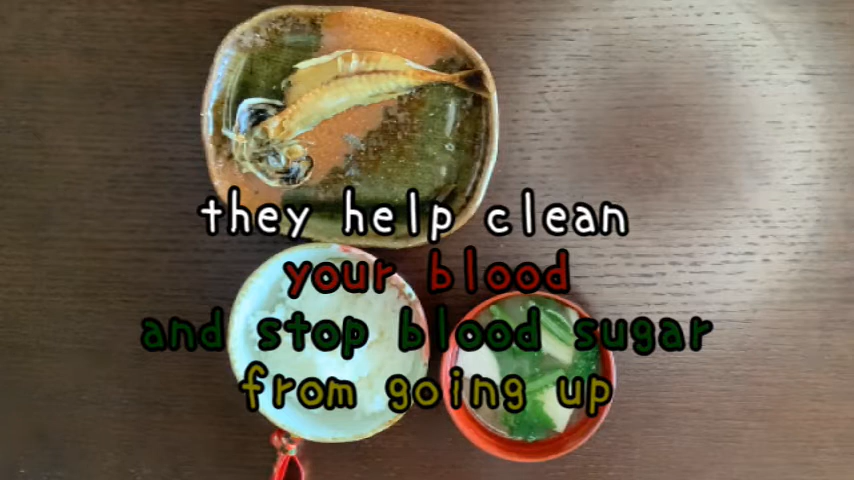 they help clean
your blood
and stop blood sugar
from going up